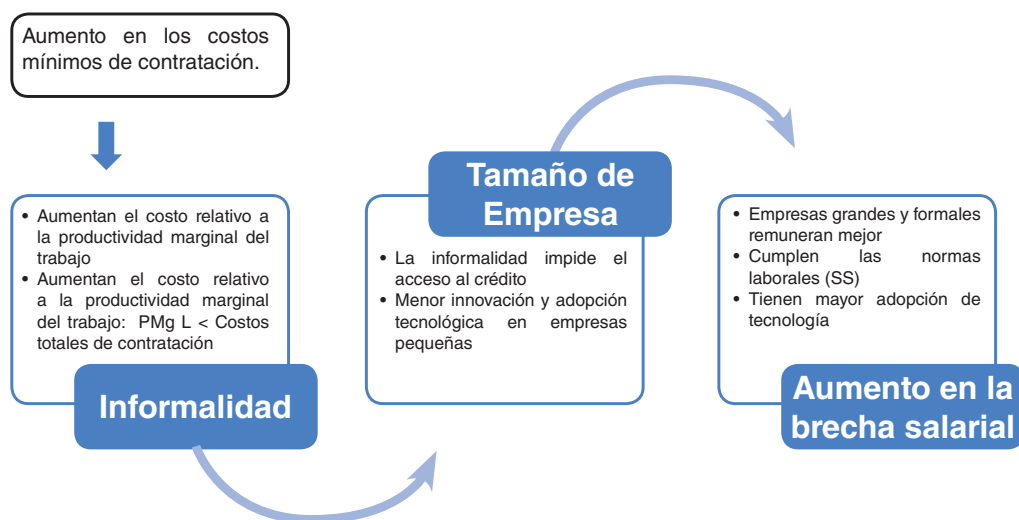 Aumento en los costos
mínimos de contratación.
• Aumentan el costo relativo a
la productividad marginal del
trabajo
• Aumentan el costo relativo
a la productividad marginal
del trabajo: PMg L < Costos
totales de contratación
Informalidad
Tamaño de
Empresa
• La informalidad impide el
acceso al crédito
• Menor innovación y adopción
tecnológica en empresas
pequeñas
• Empresas grandes y formales
remuneran mejor
• Cumplen las normas
laborales (SS)
• Tienen mayor adopción de
tecnología
Aumento en la
brecha salarial